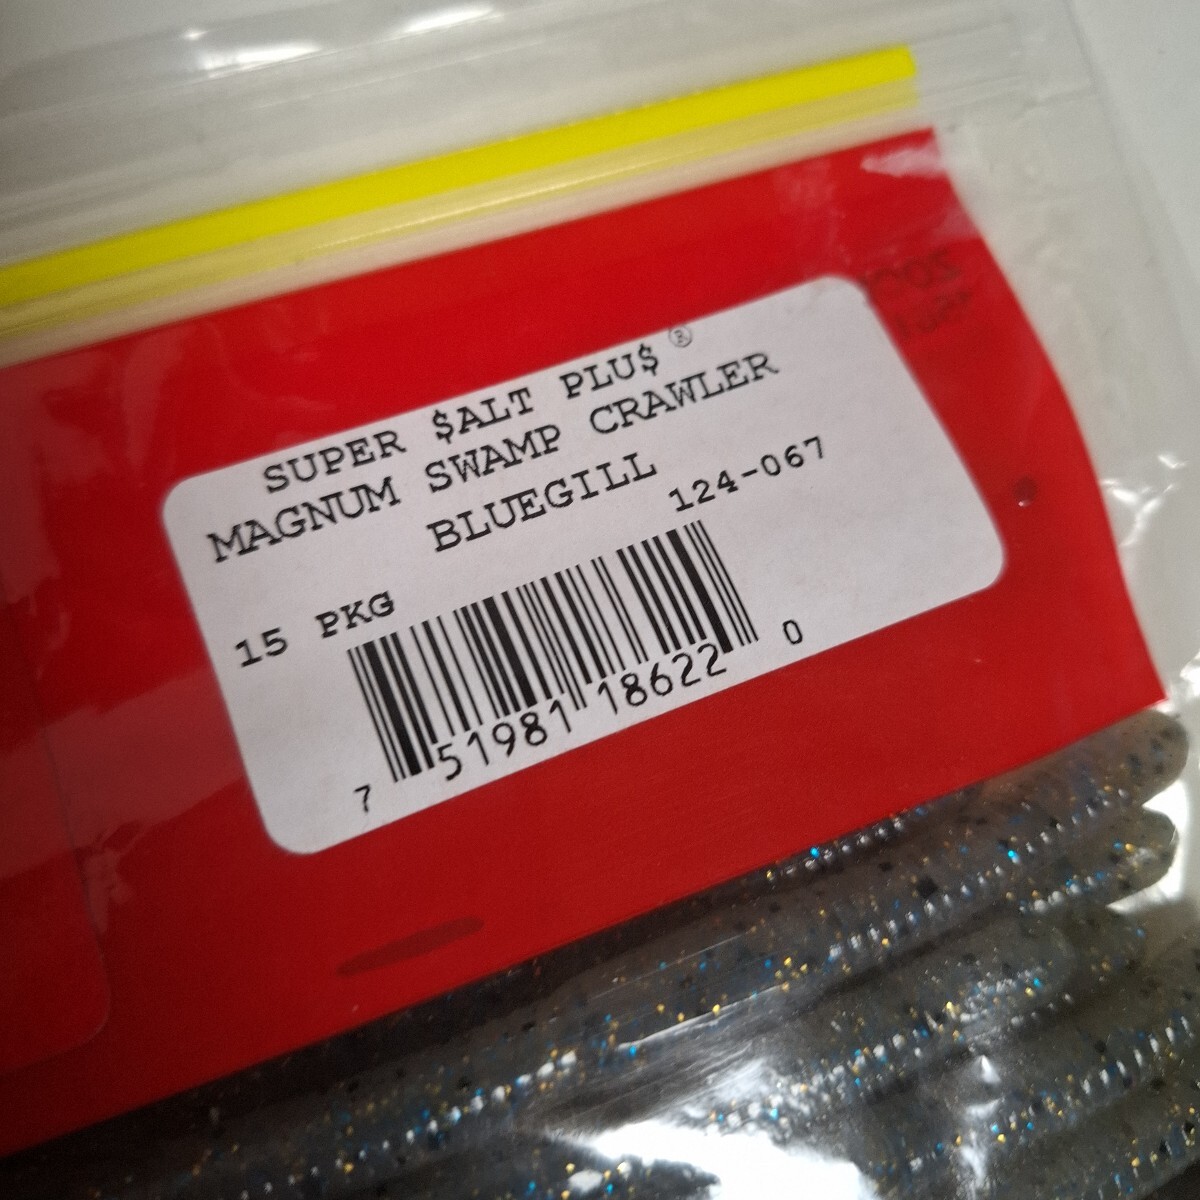 SUPER $ALT PLU$ ®
MAGNUM SWAMP CRAWLER
BLUEGILL
124-067
15 PKG
7 51981 18622 0